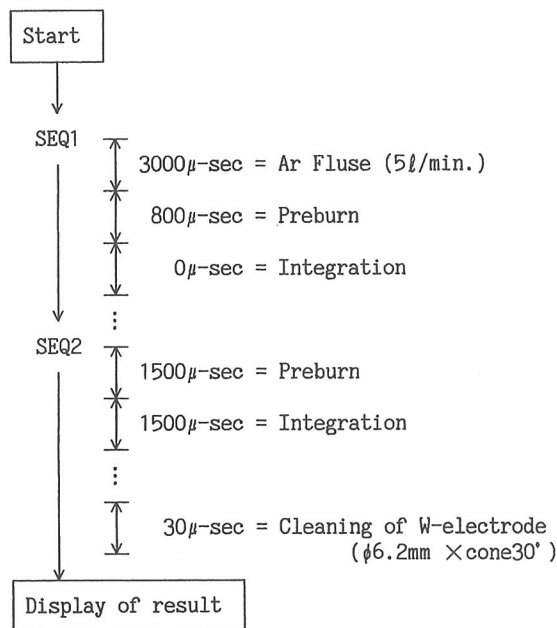 Start
SEQ1
3000μ-sec = Ar Fluse (5ℓ/min.)
800μ-sec = Preburn
0μ-sec = Integration
⋮
SEQ2
1500μ-sec = Preburn
1500μ-sec = Integration
⋮
30μ-sec = Cleaning of W-electrode
(ϕ6.2mm ×cone30°)
Display of result